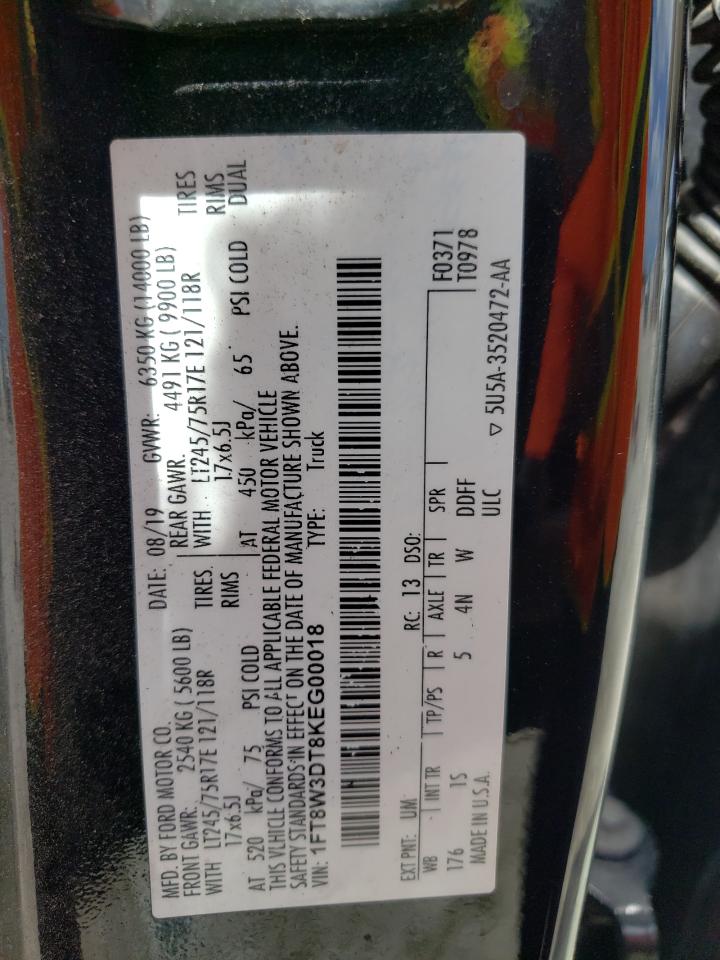 MFD. BY FORD MOTOR CO. DATE: 08/19 GVWR: 6350 KG (14000 LB)
FRONT GAWR: 2540 KG ( 5600 LB) REAR GAWR. 4491 KG ( 9900 LB)
WITH LT245/75R17E 121/118R TIRES. WITH LT245/75R17E 121/118R TIRES
17x6.5J RIMS 17x6.5J RIMS
AT 520 kPa/ 75 PSI COLD AT 450 kPa/ 65 PSI COLD DUAL
THIS VEHICLE CONFORMS TO ALL APPLICABLE FEDERAL MOTOR VEHICLE
SAFETY STANDARDS IN EFFECT ON THE DATE OF MANUFACTURE SHOWN ABOVE.
VIN: 1FT8W3DT8KEG00018 TYPE: Truck
EXT PNT: UM RC: 13 DSO: F0371
WB INT TR TP/PS R AXLE TR SPR T0978
176 1S 5 4N W DDFF
MADE IN U.S.A. ULC ▽ 5U5A-3520472-AA